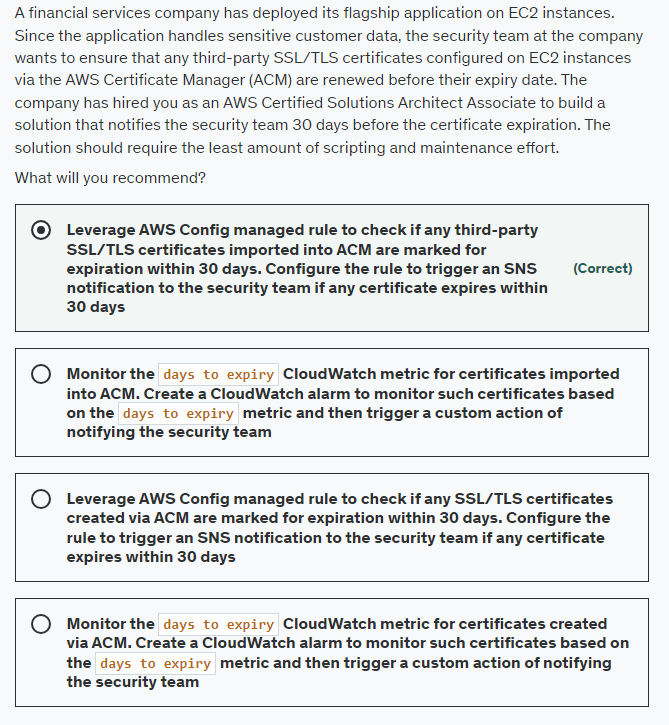 A financial services company has deployed its flagship application on EC2 instances.
Since the application handles sensitive customer data, the security team at the company
wants to ensure that any third-party SSL/TLS certificates configured on EC2 instances
via the AWS Certificate Manager (ACM) are renewed before their expiry date. The
company has hired you as an AWS Certified Solutions Architect Associate to build a
solution that notifies the security team 30 days before the certificate expiration. The
solution should require the least amount of scripting and maintenance effort.
What will you recommend?
Leverage AWS Config managed rule to check if any third-party
SSL/TLS certificates imported into ACM are marked for
expiration within 30 days. Configure the rule to trigger an SNS
notification to the security team if any certificate expires within
30 days
(Correct)
Monitor the days to expiry CloudWatch metric for certificates imported
into ACM. Create a CloudWatch alarm to monitor such certificates based
on the days to expiry metric and then trigger a custom action of
notifying the security team
Leverage AWS Config managed rule to check if any SSL/TLS certificates
created via ACM are marked for expiration within 30 days. Configure the
rule to trigger an SNS notification to the security team if any certificate
expires within 30 days
Monitor the days to expiry CloudWatch metric for certificates created
via ACM. Create a CloudWatch alarm to monitor such certificates based on
the days to expiry metric and then trigger a custom action of notifying
the security team